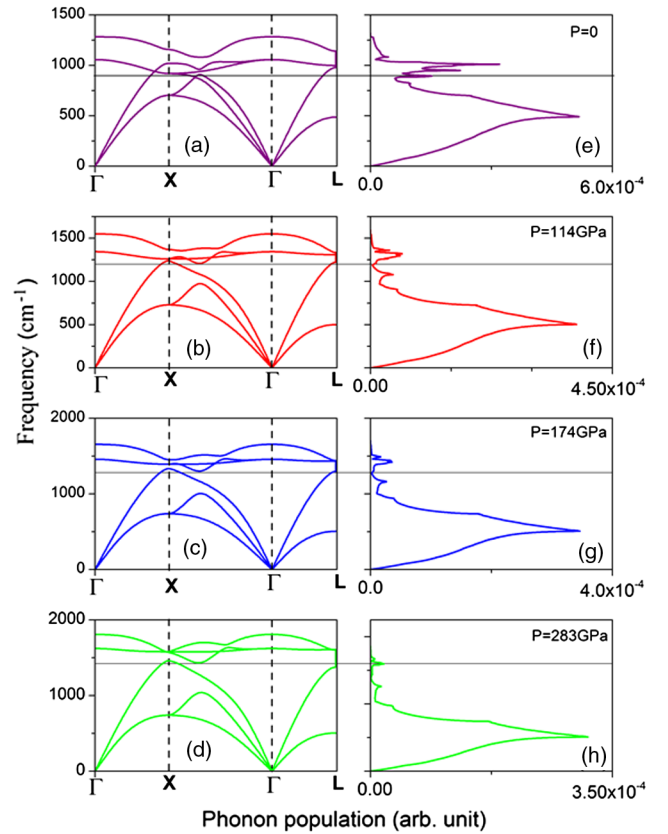 1500
1000
500
0
(a)
Γ X Γ L
P=0
(e)
0.0 6.0x10⁻⁴
1500
1000
500
0
(b)
Γ X Γ L
P=114GPa
(f)
0.00 4.50x10⁻⁴
2000
1000
0
(c)
Γ X Γ L
P=174GPa
(g)
0.0 4.0x10⁻⁴
2000
1000
0
(d)
Γ X Γ L
P=283GPa
(h)
0.00 3.50x10⁻⁴
Frequency (cm⁻¹)
Phonon population (arb. unit)